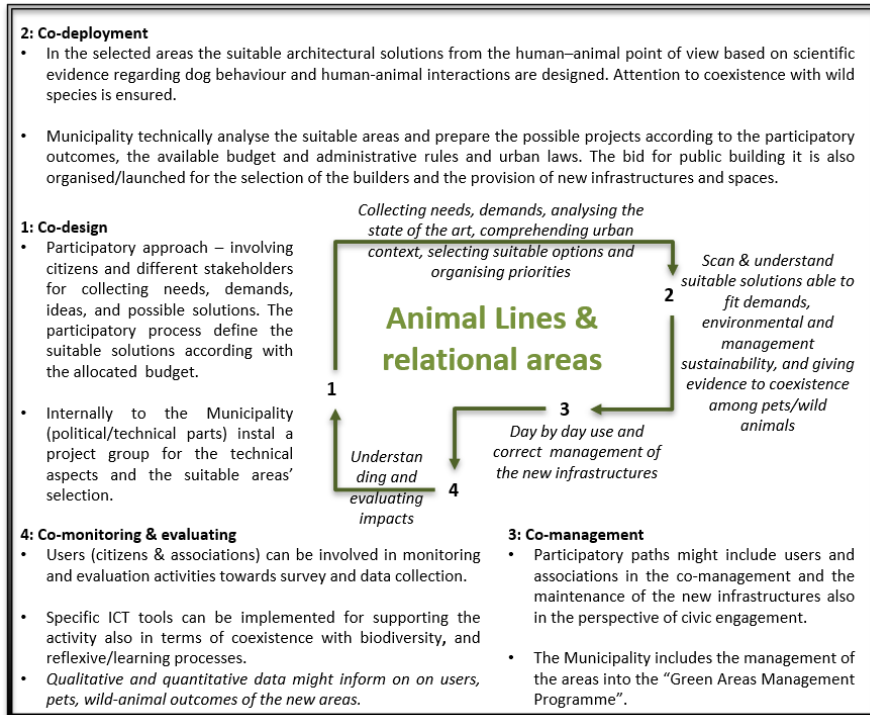 2: Co-deployment
• In the selected areas the suitable architectural solutions from the human–animal point of view based on scientific
evidence regarding dog behaviour and human-animal interactions are designed. Attention to coexistence with wild
species is ensured.
• Municipality technically analyse the suitable areas and prepare the possible projects according to the participatory
outcomes, the available budget and administrative rules and urban laws. The bid for public building it is also
organised/launched for the selection of the builders and the provision of new infrastructures and spaces.
1: Co-design
• Participatory approach – involving
citizens and different stakeholders
for collecting needs, demands,
ideas, and possible solutions. The
participatory process define the
suitable solutions according with
the allocated budget.
• Internally to the Municipality
(political/technical parts) instal a
project group for the technical
aspects and the suitable areas'
selection.
Collecting needs, demands, analysing the
state of the art, comprehending urban
context, selecting suitable options and
organising priorities
2
Scan & understand
suitable solutions able to
fit demands,
environmental and
management
sustainability, and giving
evidence to coexistence
among pets/wild
animals
Animal Lines &
relational areas
1
3
Day by day use and
correct management of
the new infrastructures
4
Understan
ding and
evaluating
impacts
4: Co-monitoring & evaluating
• Users (citizens & associations) can be involved in monitoring
and evaluation activities towards survey and data collection.
• Specific ICT tools can be implemented for supporting the
activity also in terms of coexistence with biodiversity, and
reflexive/learning processes.
• Qualitative and quantitative data might inform on on users,
pets, wild-animal outcomes of the new areas.
3: Co-management
• Participatory paths might include users and
associations in the co-management and the
maintenance of the new infrastructures also
in the perspective of civic engagement.
• The Municipality includes the management of
the areas into the “Green Areas Management
Programme”.